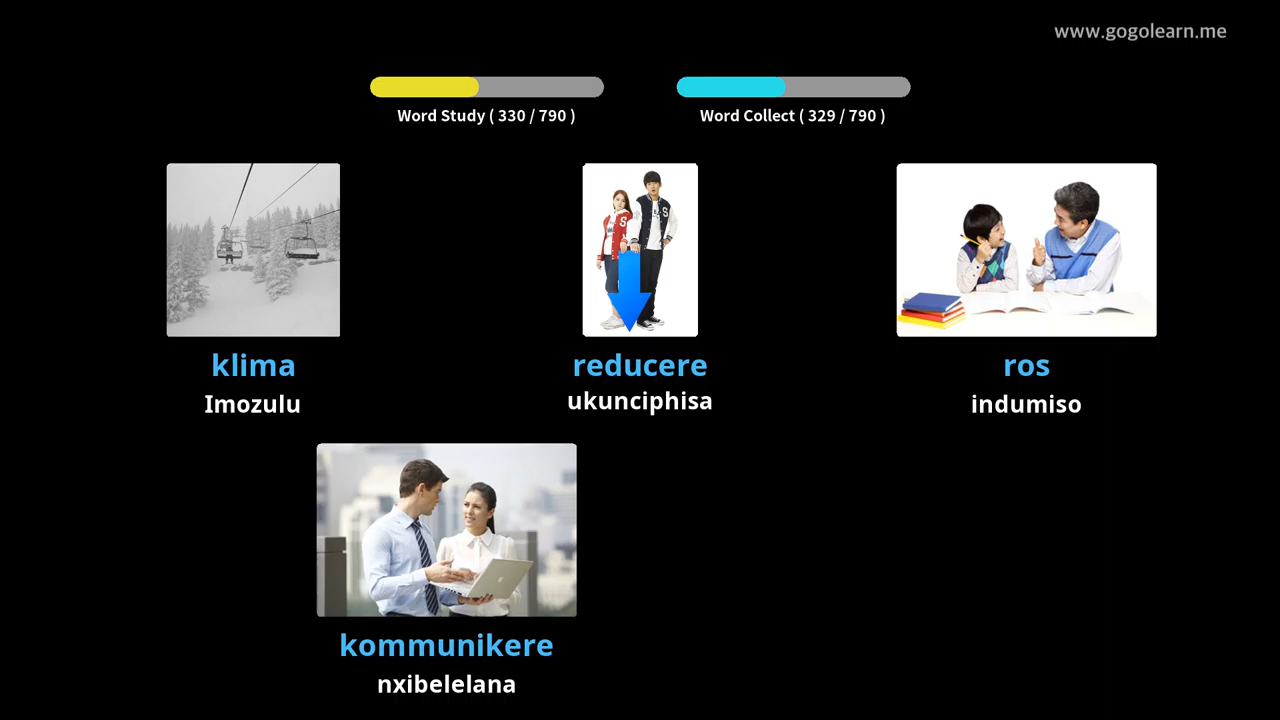 www.gogolearn.me
Word Study ( 330 / 790 )
Word Collect ( 329 / 790 )
klima
Imozulu
reducere
ukunciphisa
ros
indumiso
kommunikere
nxibelelana